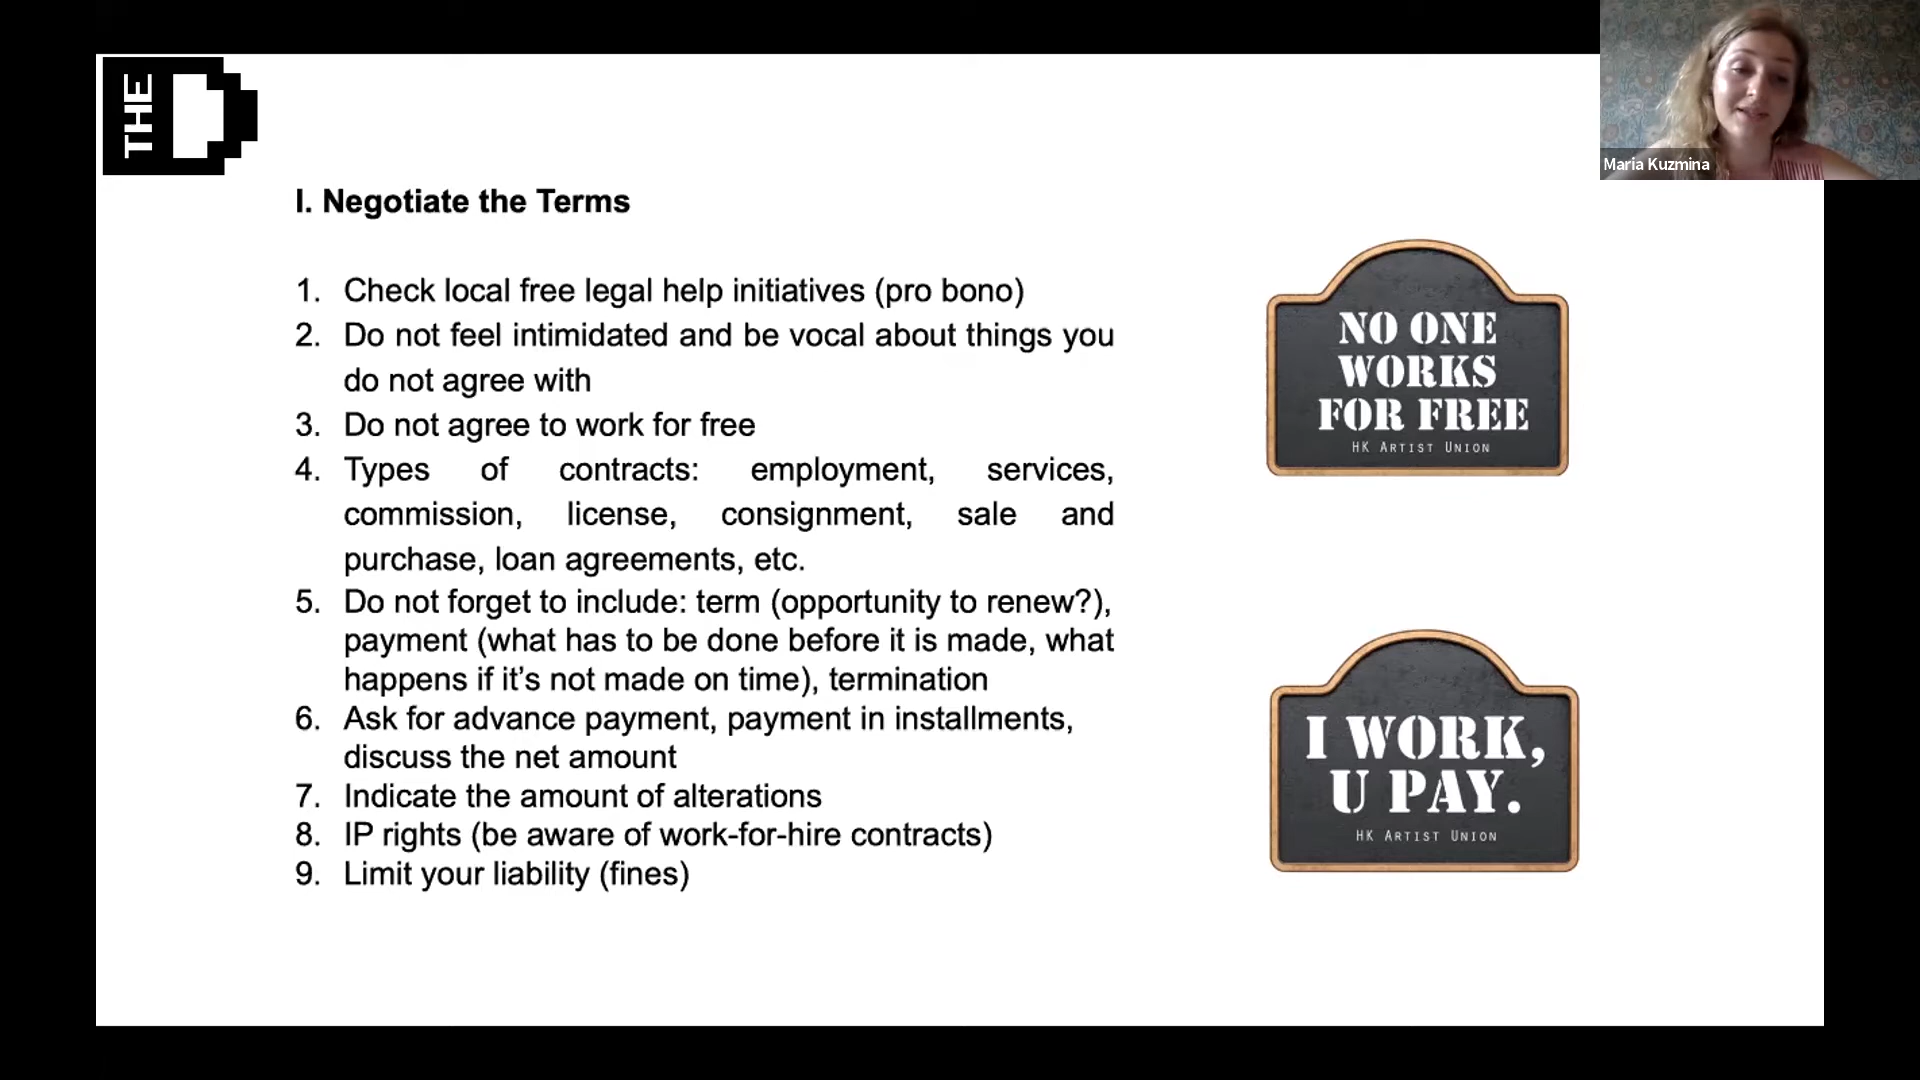 THE D
Maria Kuzmina
I. Negotiate the Terms
1. Check local free legal help initiatives (pro bono)
2. Do not feel intimidated and be vocal about things you
do not agree with
3. Do not agree to work for free
4. Types of contracts: employment, services,
commission, license, consignment, sale and
purchase, loan agreements, etc.
5. Do not forget to include: term (opportunity to renew?),
payment (what has to be done before it is made, what
happens if it’s not made on time), termination
6. Ask for advance payment, payment in installments,
discuss the net amount
7. Indicate the amount of alterations
8. IP rights (be aware of work-for-hire contracts)
9. Limit your liability (fines)
NO ONE
WORKS
FOR FREE
HK ARTIST UNION
I WORK,
U PAY.
HK ARTIST UNION